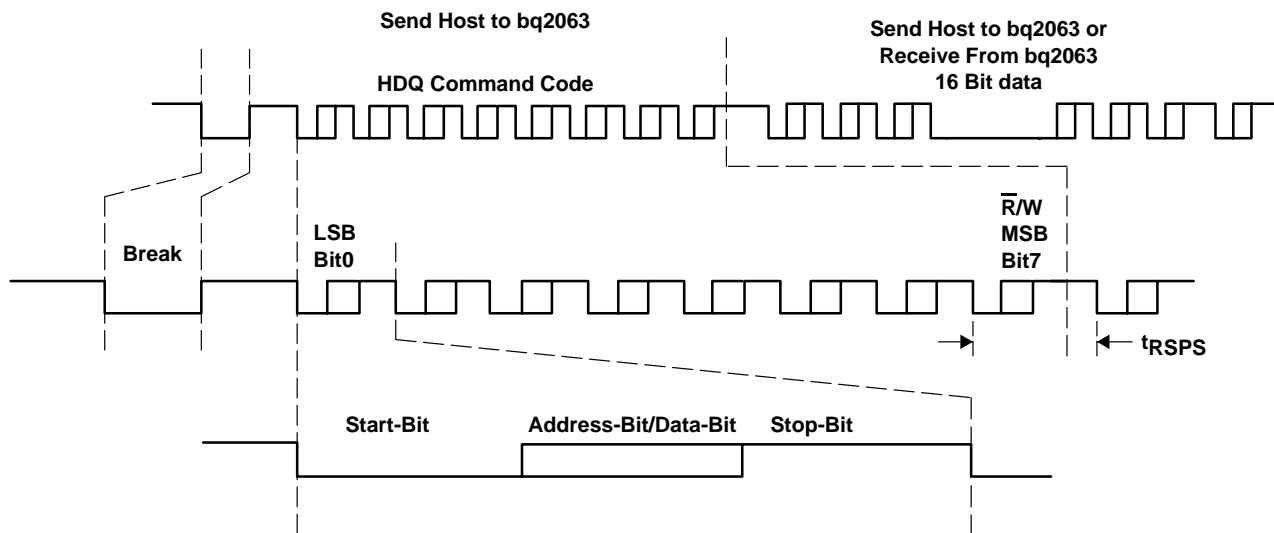 Send Host to bq2063
Send Host to bq2063 or
Receive From bq2063
16 Bit data
HDQ Command Code
Break
LSB
Bit0
R̅/W
MSB
Bit7
tRSPS
Start-Bit
Address-Bit/Data-Bit
Stop-Bit